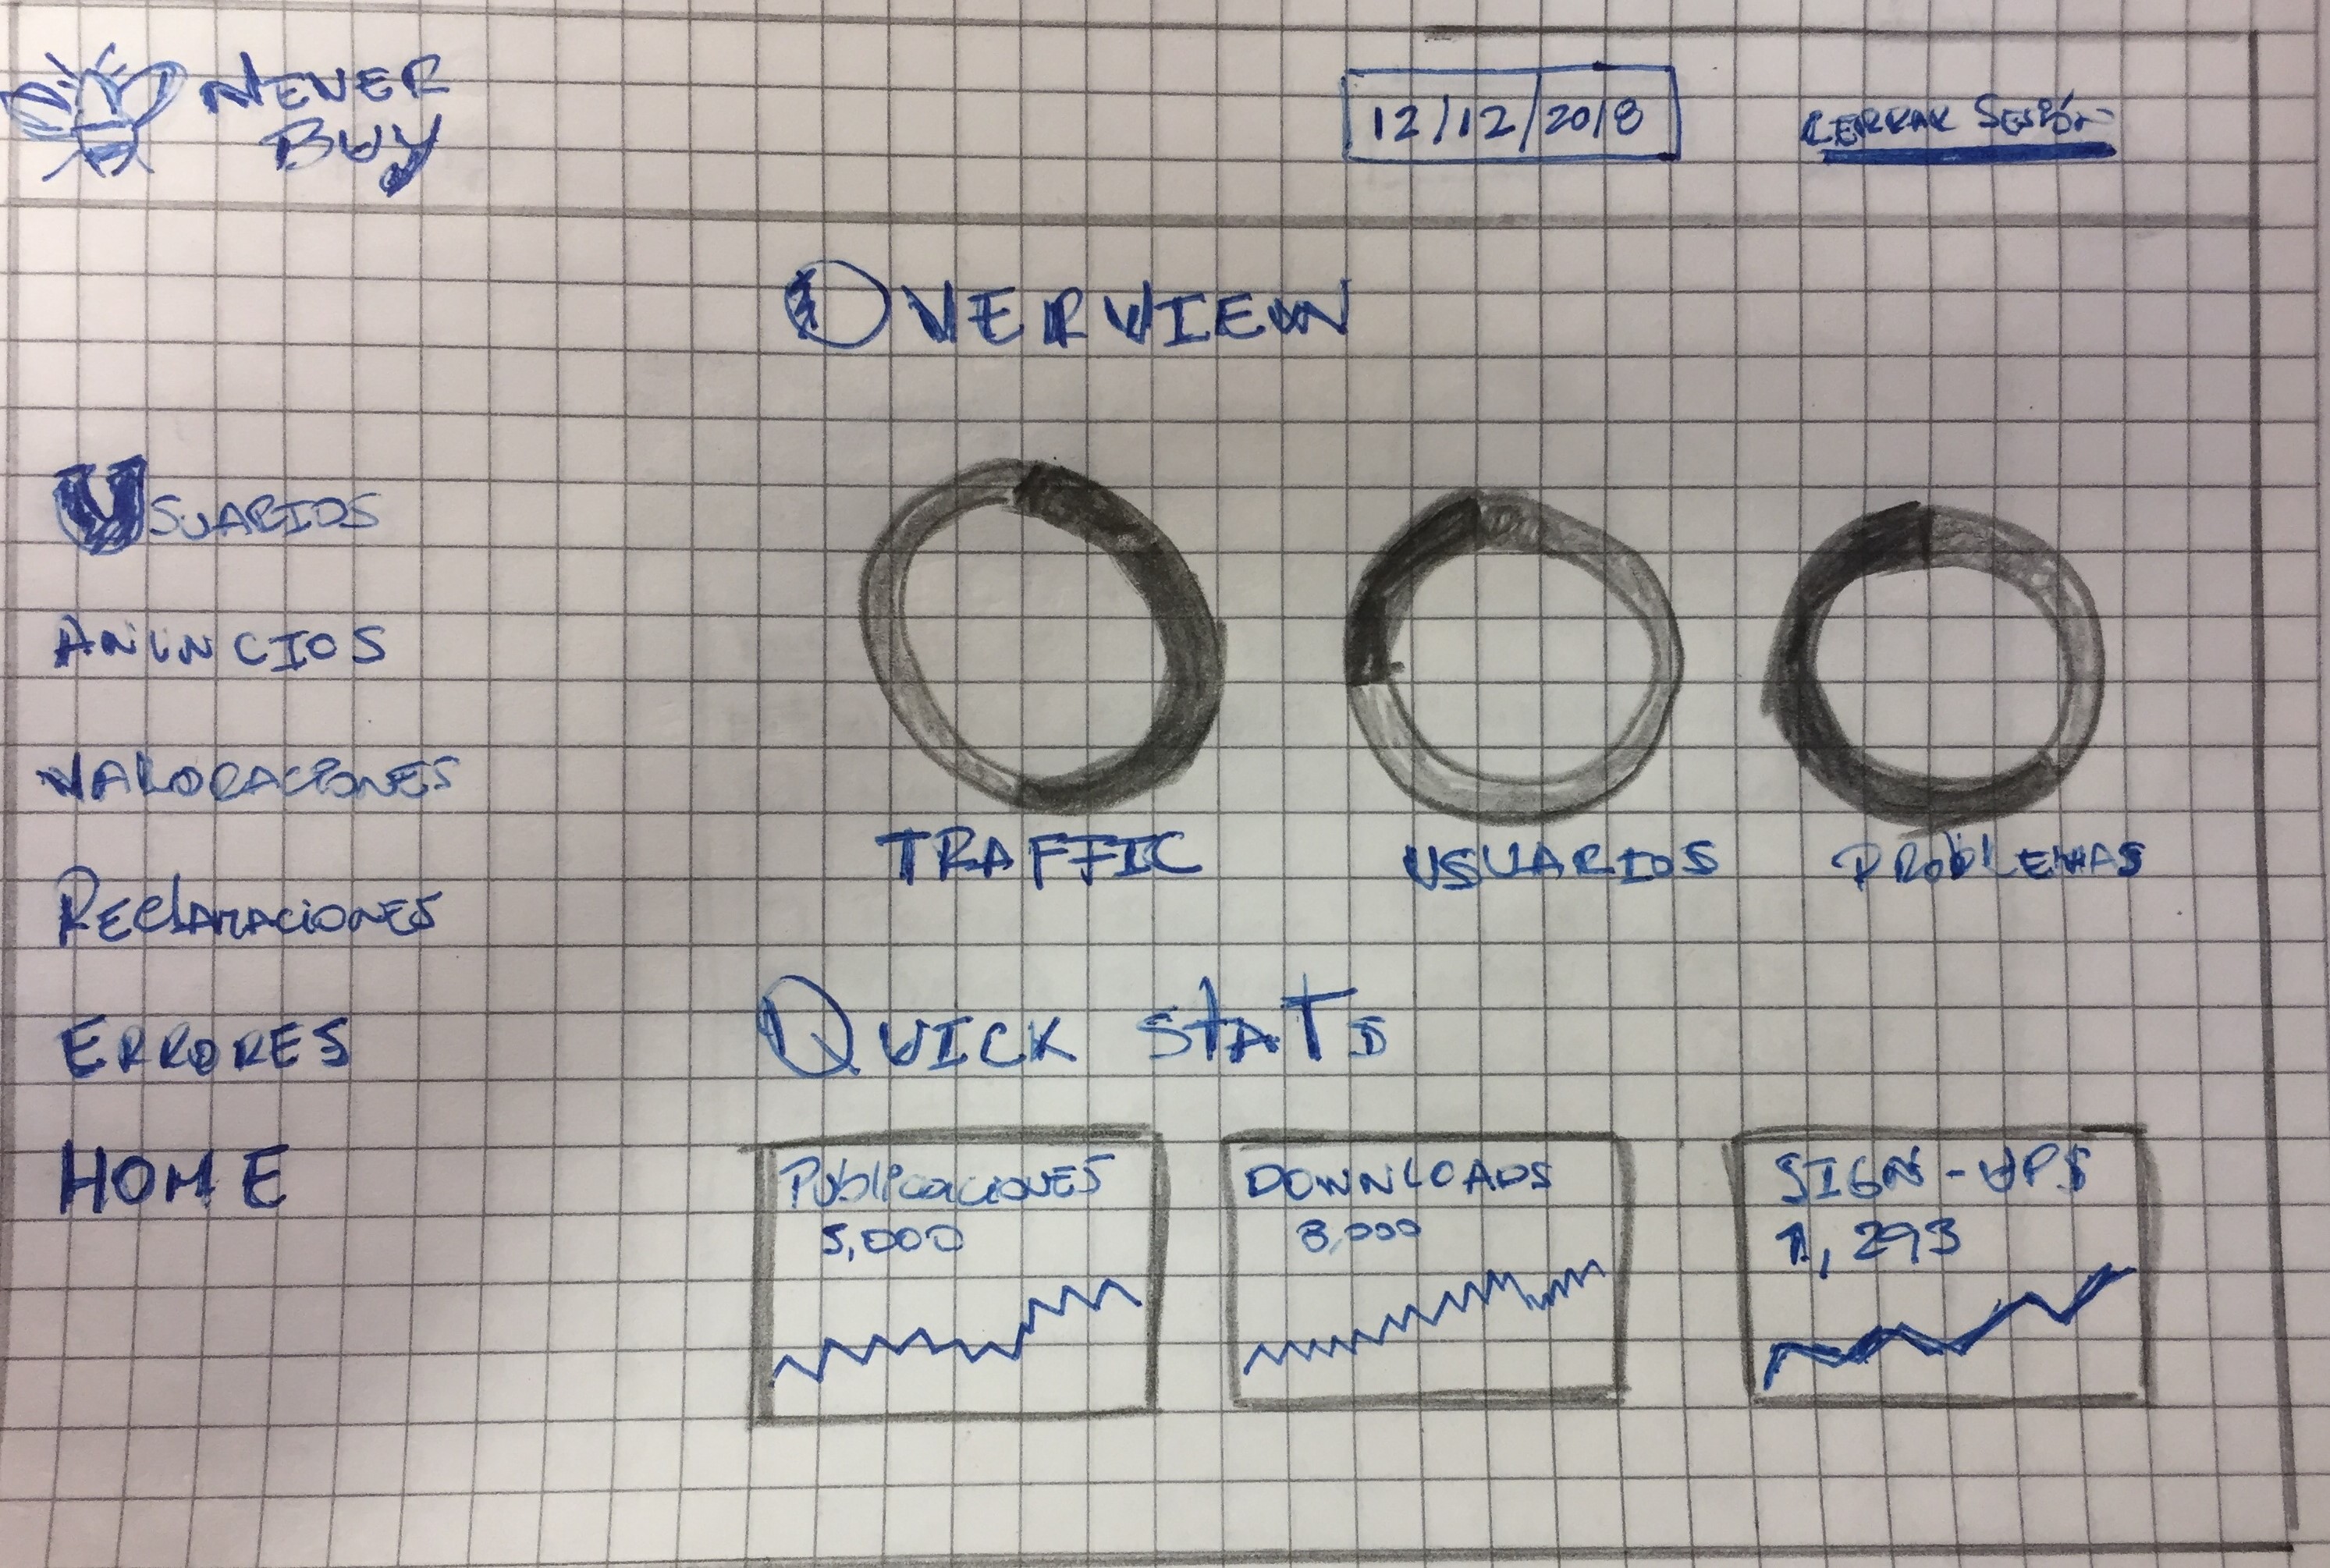 NEVER
BUY
12/12/2018
CERRAR SESIÓN
OVERVIEW
USUARIOS
ANUNCIOS
VALORACIONES
RECLAMACIONES
ERRORES
HOME
TRAFFIC
USUARIOS
PROBLEMAS
QUICK STATS
PUBLICACIONES
5,000
DOWNLOADS
3,000
SIGN-UPS
1,293